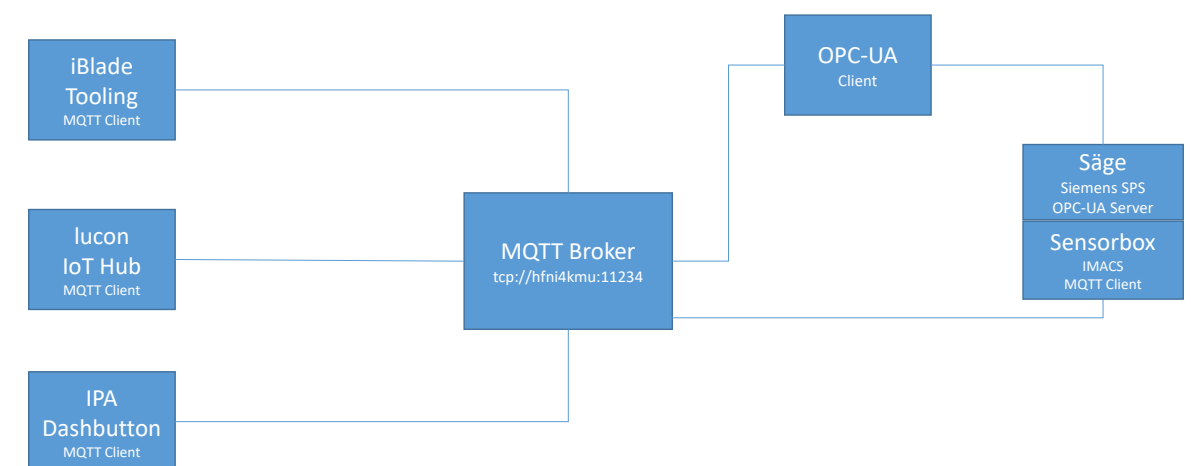 iBlade
Tooling
MQTT Client
lucon
IoT Hub
MQTT Client
IPA
Dashbutton
MQTT Client
MQTT Broker
tcp://hfni4kmu:11234
OPC-UA
Client
Säge
Siemens SPS
OPC-UA Server
Sensorbox
IMACS
MQTT Client